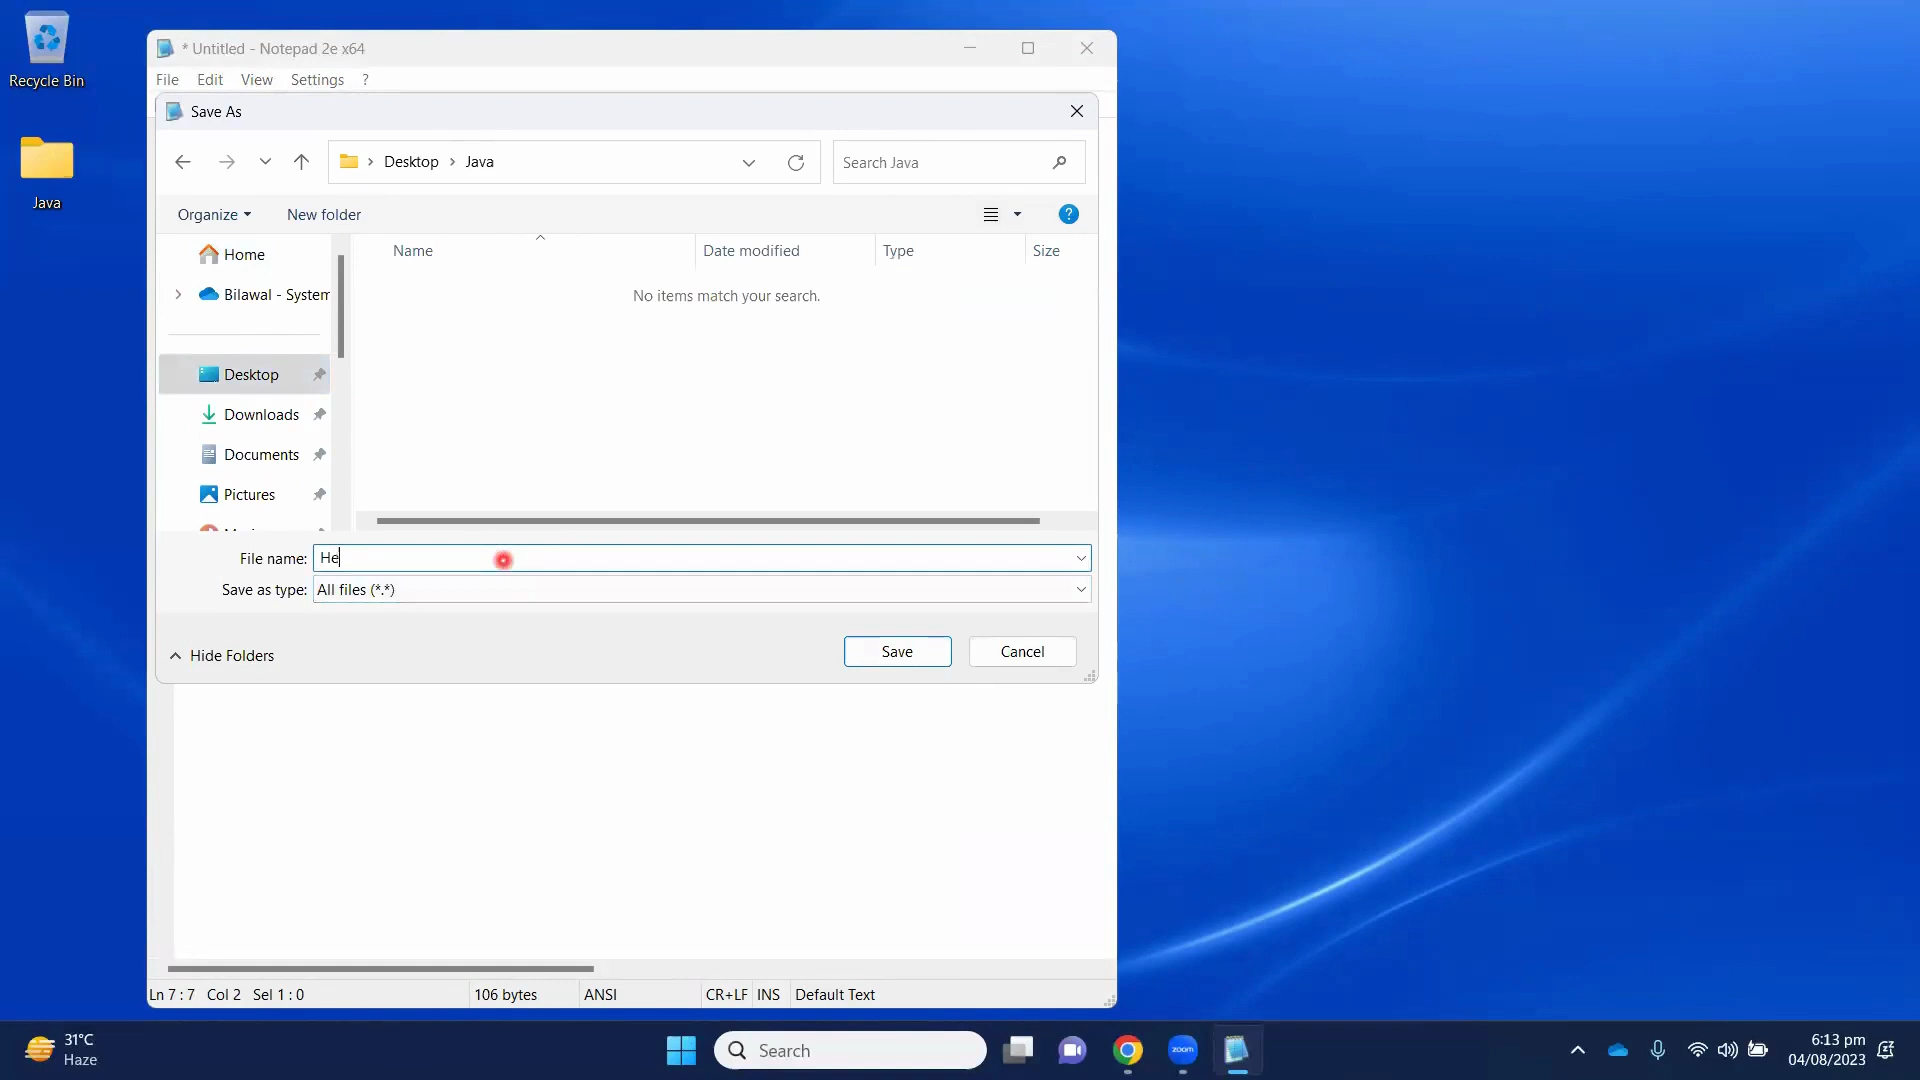 Recycle Bin
Java
* Untitled - Notepad 2e x64
File Edit View Settings ?
Save As
Desktop > Java
Search Java
Organize New folder
Name Date modified Type Size
No items match your search.
Home
Bilawal - System
Desktop
Downloads
Documents
Pictures
File name: He
Save as type: All files (*.*)
Hide Folders
Save Cancel
Ln 7 : 7 Col 2 Sel 1 : 0 106 bytes ANSI CR+LF INS Default Text
31°C
Haze
Search
zoom
6:13 pm
04/08/2023